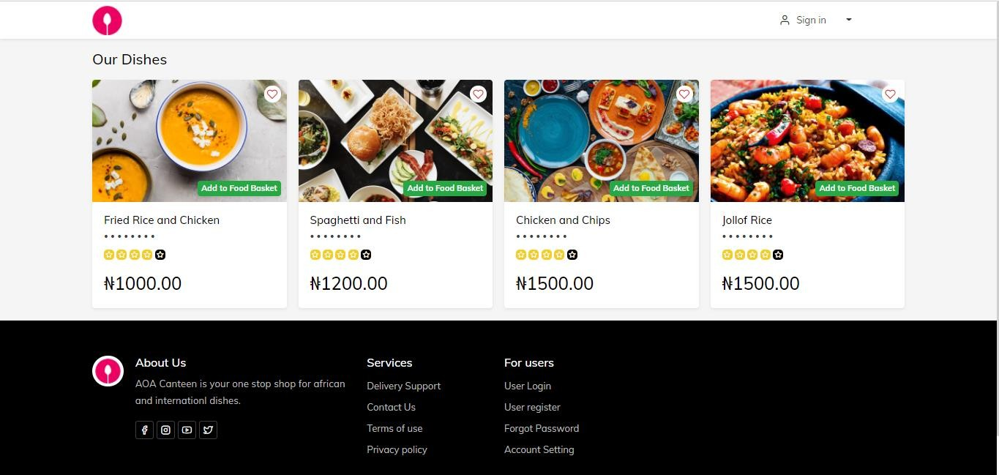 Sign in
Our Dishes
Add to Food Basket
Add to Food Basket
Add to Food Basket
Add to Food Basket
Fried Rice and Chicken
Spaghetti and Fish
Chicken and Chips
Jollof Rice
₦1000.00
₦1200.00
₦1500.00
₦1500.00
About Us
AOA Canteen is your one stop shop for african
and internationl dishes.
Services
Delivery Support
Contact Us
Terms of use
Privacy policy
For users
User Login
User register
Forgot Password
Account Setting